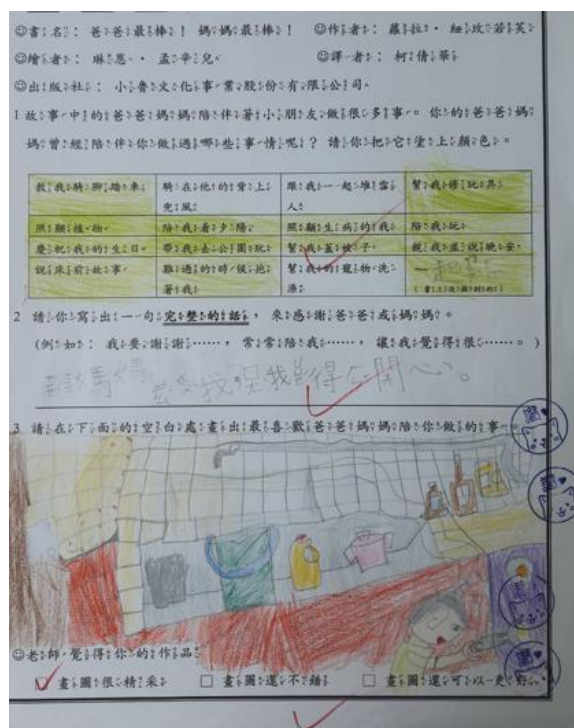 ☺書名: 爸爸最棒! 媽媽最棒! ☺作者: 蘿拉·紐玫若芙
☺繪者: 琳恩·孟辛兒 ☺譯者: 柯倩華
☺出版社: 小魯文化事業股份有限公司。
1 故事中的爸爸媽媽陪伴著小朋友做很多事。你的爸爸媽
媽曾經陪伴你做過哪些事情呢? 請你把它塗上顏色。
教我騎腳踏車 騎在他的背上兜風 跟我一起堆雪人 幫我修玩具
照顧植物 陪我看夕陽 照顧生病的我 陪我玩
慶祝我的生日 帶我去公園玩 幫我蓋被子 親我並說晚安
說床前故事 難過的時候抱著我 幫我的寵物洗澡 一起
2 請你寫出一句完整的話, 來感謝爸爸或媽媽。
(例如: 我要謝謝……, 常常陪我……, 讓我覺得很……。)
謝謝媽媽 我 我覺得 開心。
3 請在下面的空白處畫出最喜歡爸爸媽媽陪你做的事
☺老師覺得你的作品:
☐ 畫圖很精采 ☐ 畫圖還不錯 ☐ 畫圖還可以更好